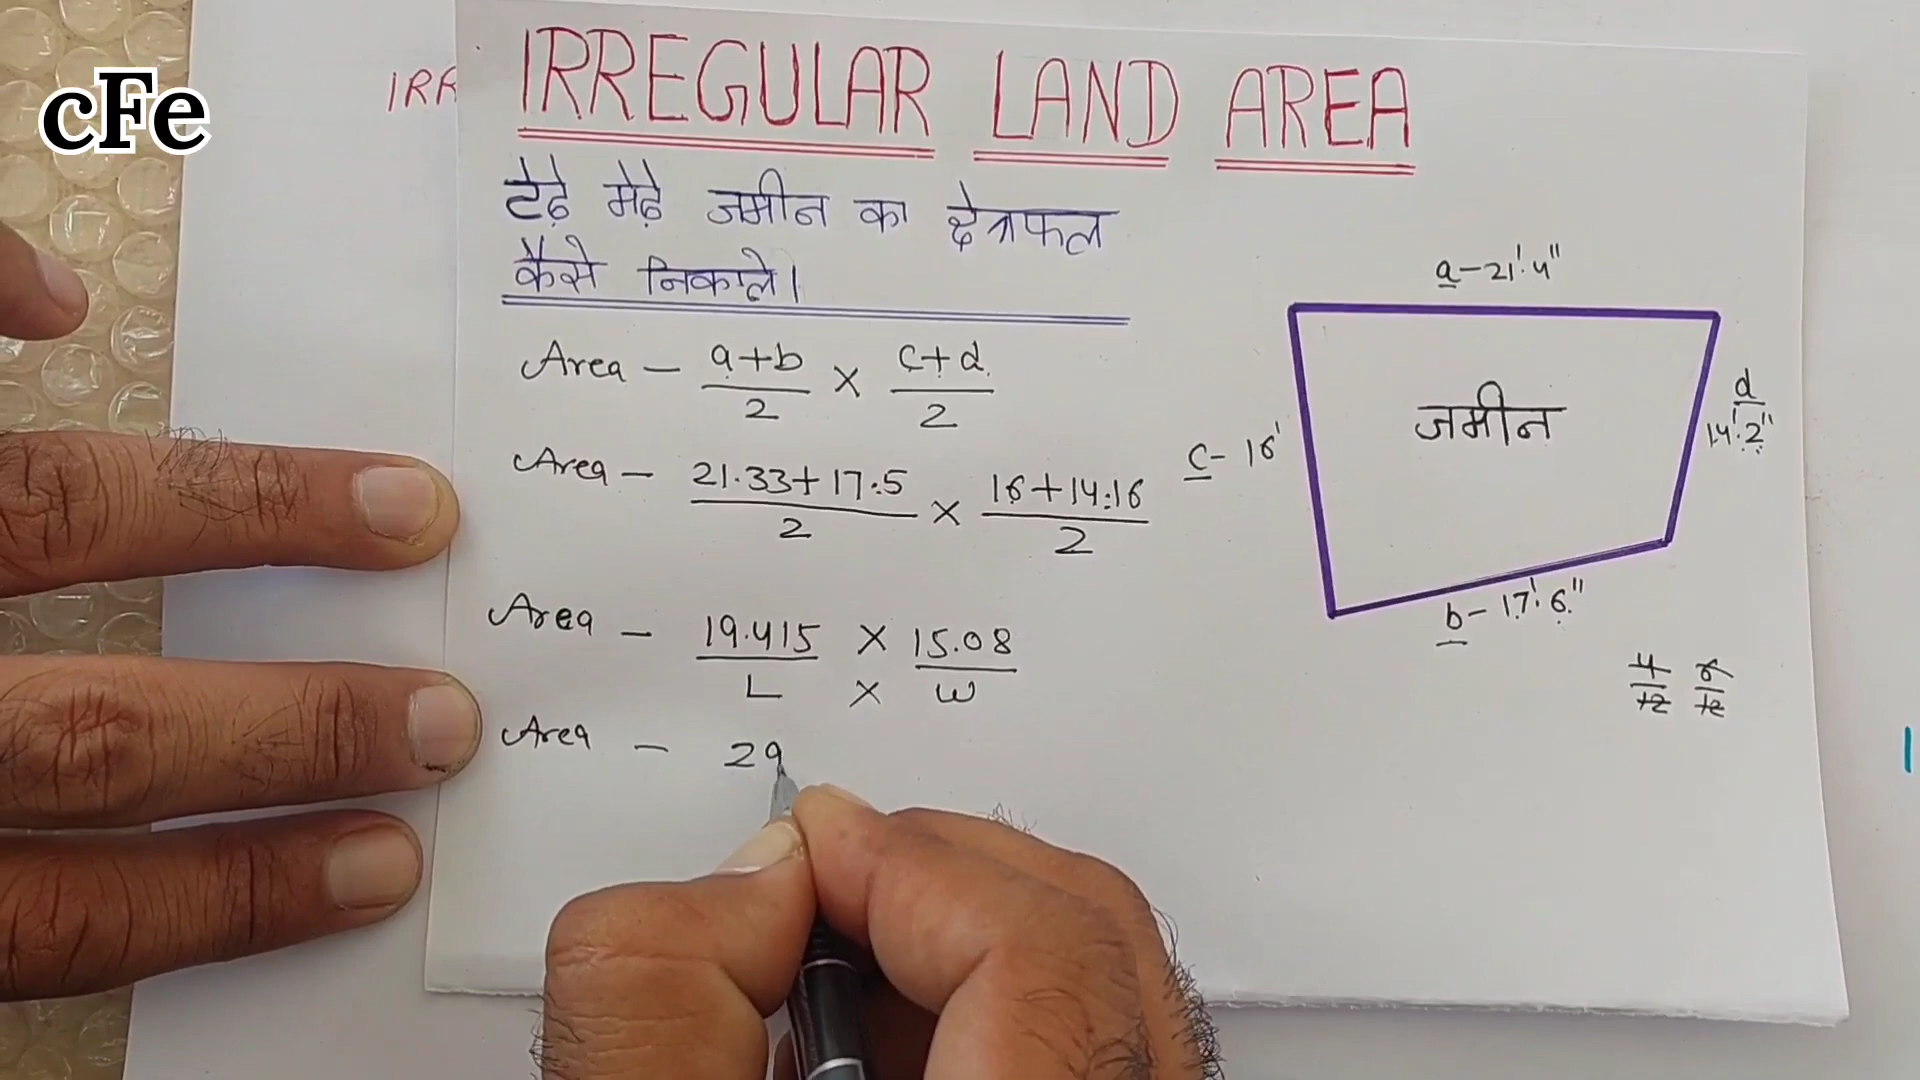 cFe
IRR
IRREGULAR LAND AREA
टेढ़े मेढ़े जमीन का क्षेत्रफल
कैसे निकाले।
a-21'.4"
Area - a+b/2 × c+d/2
जमीन
d
14'.2"
c- 16'
Area - 21.33+17.5/2 × 16+14.16/2
b- 17'.6"
Area - 19.415/L × 15.08/W
×
4/12 6/12
Area - 29